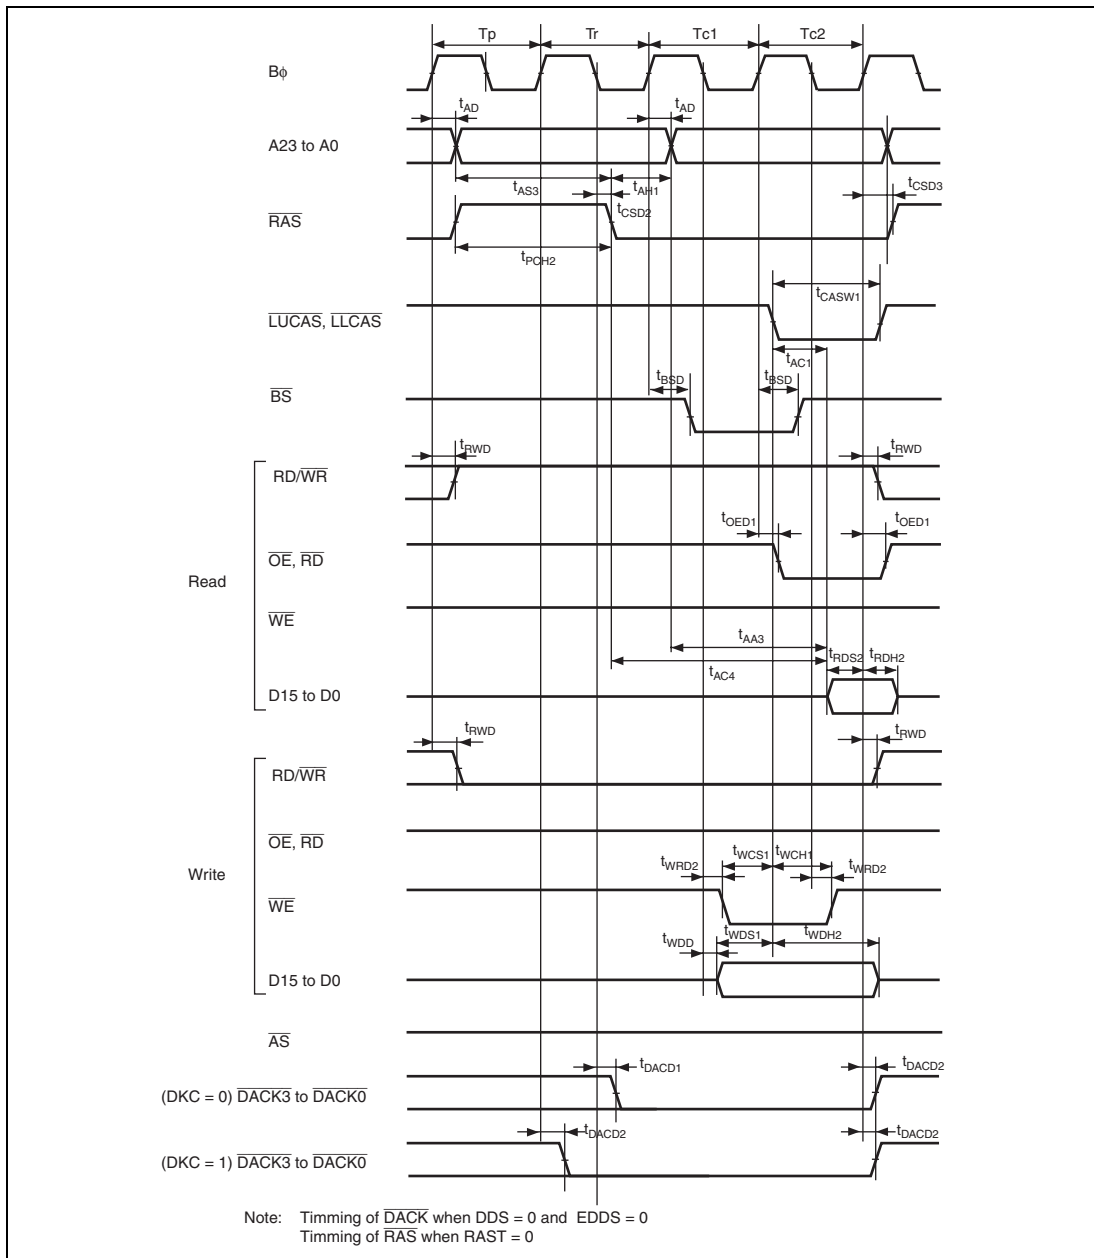 Tp Tr Tc1 Tc2
Bφ
tAD tAD
A23 to A0
tAS3 tAH1 tCSD3
tCSD2
RAS
tPCH2
tCASW1
LUCAS, LLCAS
tAC1
tBSD tBSD
BS
tRWD tRWD
RD/WR
tOED1 tOED1
OE, RD
Read
WE
tAA3
tRDS2 tRDH2
tAC4
D15 to D0
tRWD tRWD
RD/WR
OE, RD
tWCS1 tWCH1
Write
tWRD2 tWRD2
WE
tWDS1 tWDH2
tWDD
D15 to D0
AS
tDACD1 tDACD2
(DKC = 0) DACK3 to DACK0
tDACD2 tDACD2
(DKC = 1) DACK3 to DACK0
Note: Timming of DACK when DDS = 0 and EDDS = 0
Timming of RAS when RAST = 0